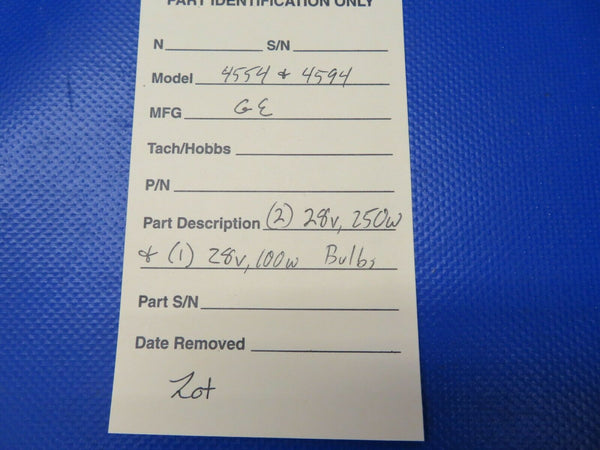 PART IDENTIFICATION ONLY
N S/N
Model 4554 & 4594
MFG GE
Tach/Hobbs
P/N
Part Description (2) 28v, 250w
& (1) 28v, 100w Bulbs
Part S/N
Date Removed
Lot